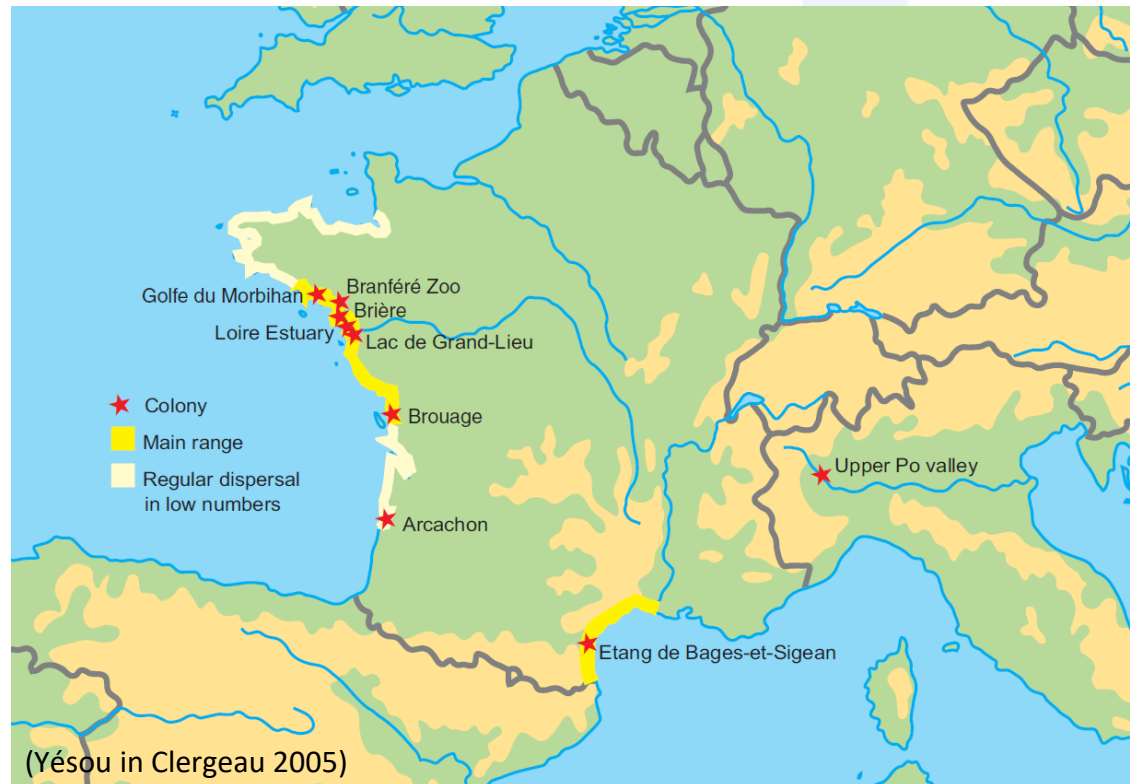 Golfe du Morbihan
Branféré Zoo
Brière
Loire Estuary
Lac de Grand-Lieu
Colony
Main range
Regular dispersal
in low numbers
Brouage
Arcachon
Upper Po valley
Etang de Bages-et-Sigean
(Yésou in Clergeau 2005)